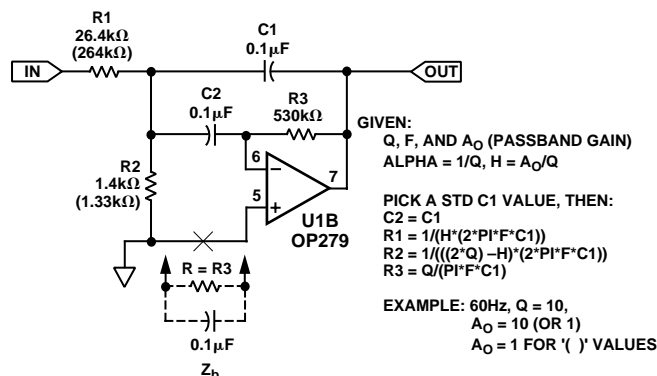 R1
26.4kΩ
(264kΩ)
IN
C1
0.1μF
OUT
C2
0.1μF
R3
530kΩ
R2
1.4kΩ
(1.33kΩ)
6
−
5
+
7
U1B
OP279
R = R3
0.1μF
Zb
GIVEN:
Q, F, AND AO (PASSBAND GAIN)
ALPHA = 1/Q, H = AO/Q
PICK A STD C1 VALUE, THEN:
C2 = C1
R1 = 1/(H*(2*PI*F*C1))
R2 = 1/(((2*Q) –H)*(2*PI*F*C1))
R3 = Q/(PI*F*C1)
EXAMPLE: 60Hz, Q = 10,
AO = 10 (OR 1)
AO = 1 FOR '( )' VALUES